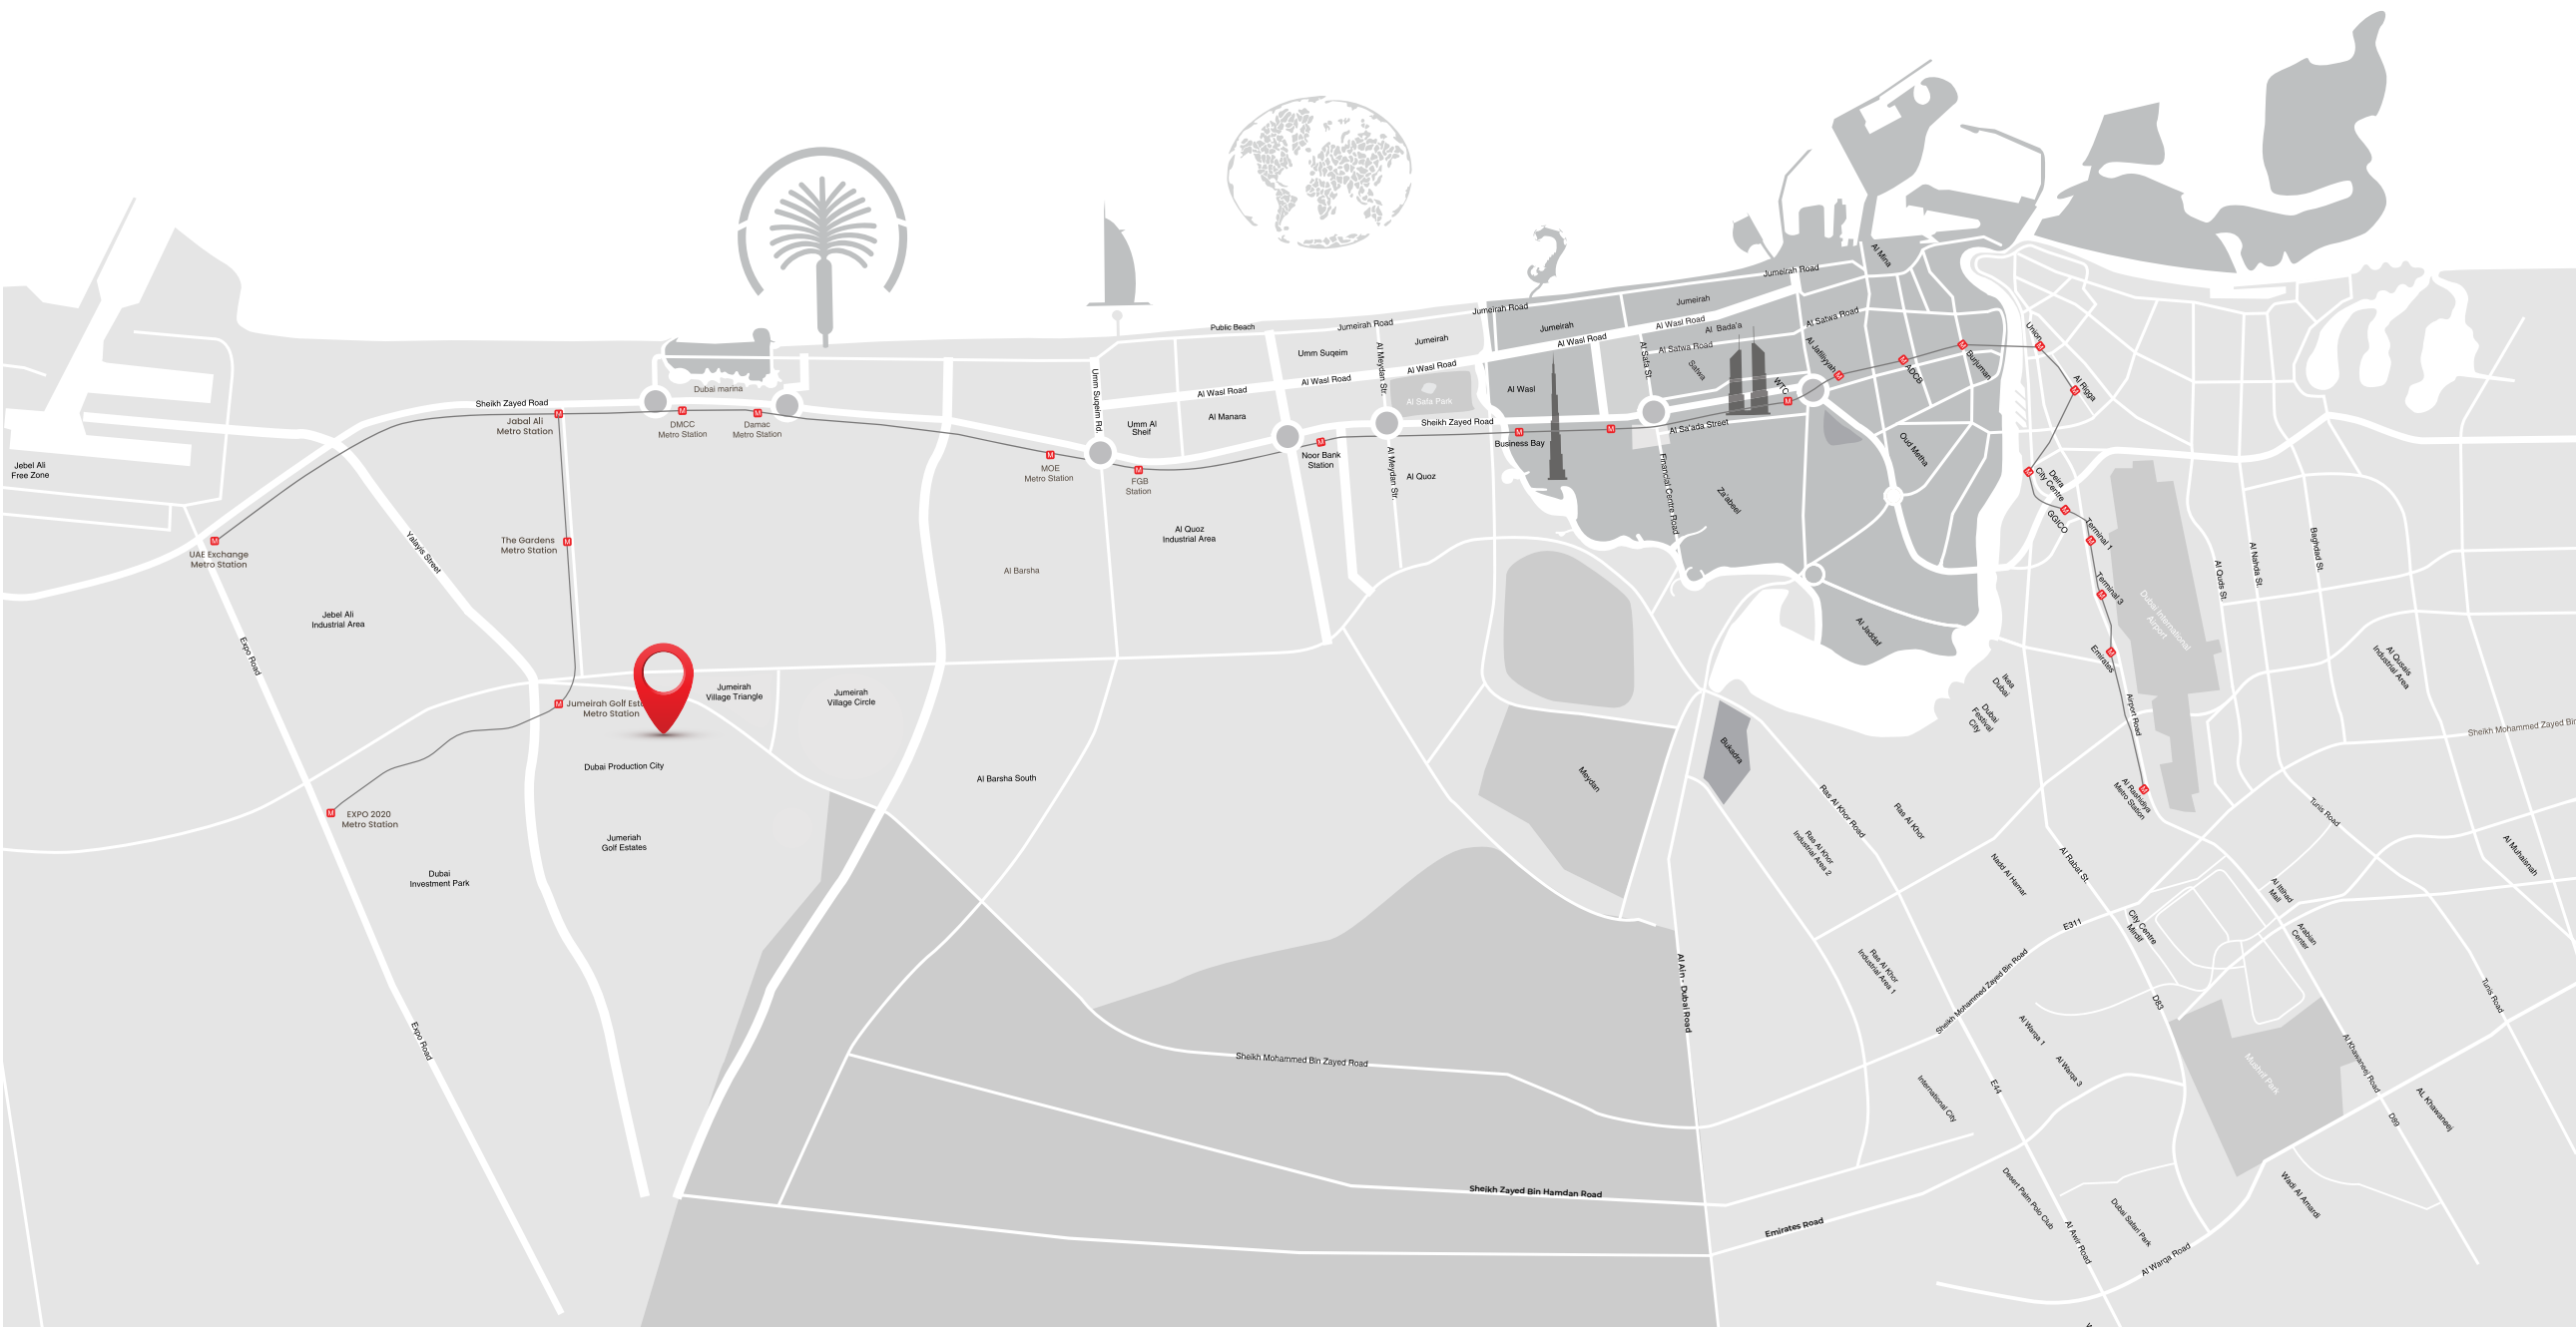 Jumeirah Road
Al Mina
Jumeirah Road
Jumeirah
Jumeirah Road
Public Beach
Jumeirah
Al Wasl Road
Al Bada'a
Al Satwa Road
Jumeirah
Al Wasl Road
Al Satwa Road
Umm Suqeim
Al Meydan Str.
Al Safa St.
Satwa
Al Jafiliyyah
ADCB
Burjuman
Union
Al Rigga
Al Wasl Road
Al Wasl Road
Al Wasl Road
Al Wasl
WTC
Dubai marina
Umm Suqeim Rd.
Al Safa Park
Sheikh Zayed Road
Jabal Ali
Metro Station
DMCC
Metro Station
Damac
Metro Station
Umm Al
Sheif
Al Manara
Sheikh Zayed Road
Al Sa'ada Street
Business Bay
Noor Bank
Station
Al Meydan Str.
Al Quoz
Financial Centre Road
Za'abeel
Oud Metha
Deira
City Centre
GGICO
Terminal 1
Terminal 3
Emirates
Jebel Ali
Free Zone
MOE
Metro Station
FGB
Station
Al Quoz
Industrial Area
UAE Exchange
Metro Station
Yalayis Street
The Gardens
Metro Station
Al Barsha
Dubai International
Airport
Al Quds St.
Al Nahda St.
Baghdad St.
Jebel Ali
Industrial Area
Expo Road
Al Jaddaf
Ikea
Dubai
Dubai
Festival
City
Airport Road
Al Qusais
Industrial Area
Jumeirah Golf Est
Metro Station
Jumeirah
Village Triangle
Jumeirah
Village Circle
Sheikh Mohammed Zayed Bin
Bukadra
Dubai Production City
Al Barsha South
Meydan
Ras Al Khor Road
Ras Al Khor
Ras Al Khor
Industrial Area 2
Al Rashidiya
Metro Station
Tunis Road
EXPO 2020
Metro Station
Jumeriah
Golf Estates
Dubai
Investment Park
Nadd Al Hamar
Al Rabat St.
Al Ittihad
Mall
Al Muhaisnah
E311
City Centre
Mirdif
Arabian
Center
Ras Al Khor
Industrial Area 1
Sheikh Mohammed Zayed Bin Road
Al Ain - Dubai Road
D83
Tunis Road
Expo Road
Sheikh Mohammed Bin Zayed Road
Al Warqa 1
Al Warqa 3
Mushrif Park
Al Khawaneej Road
International City
E44
D89
AL Khawaneej
Sheikh Zayed Bin Hamdan Road
Emirates Road
Desert Palm Polo Club
Dubai Safari Park
Wadi Al Amardi
Al Awir Road
Al Warqa Road